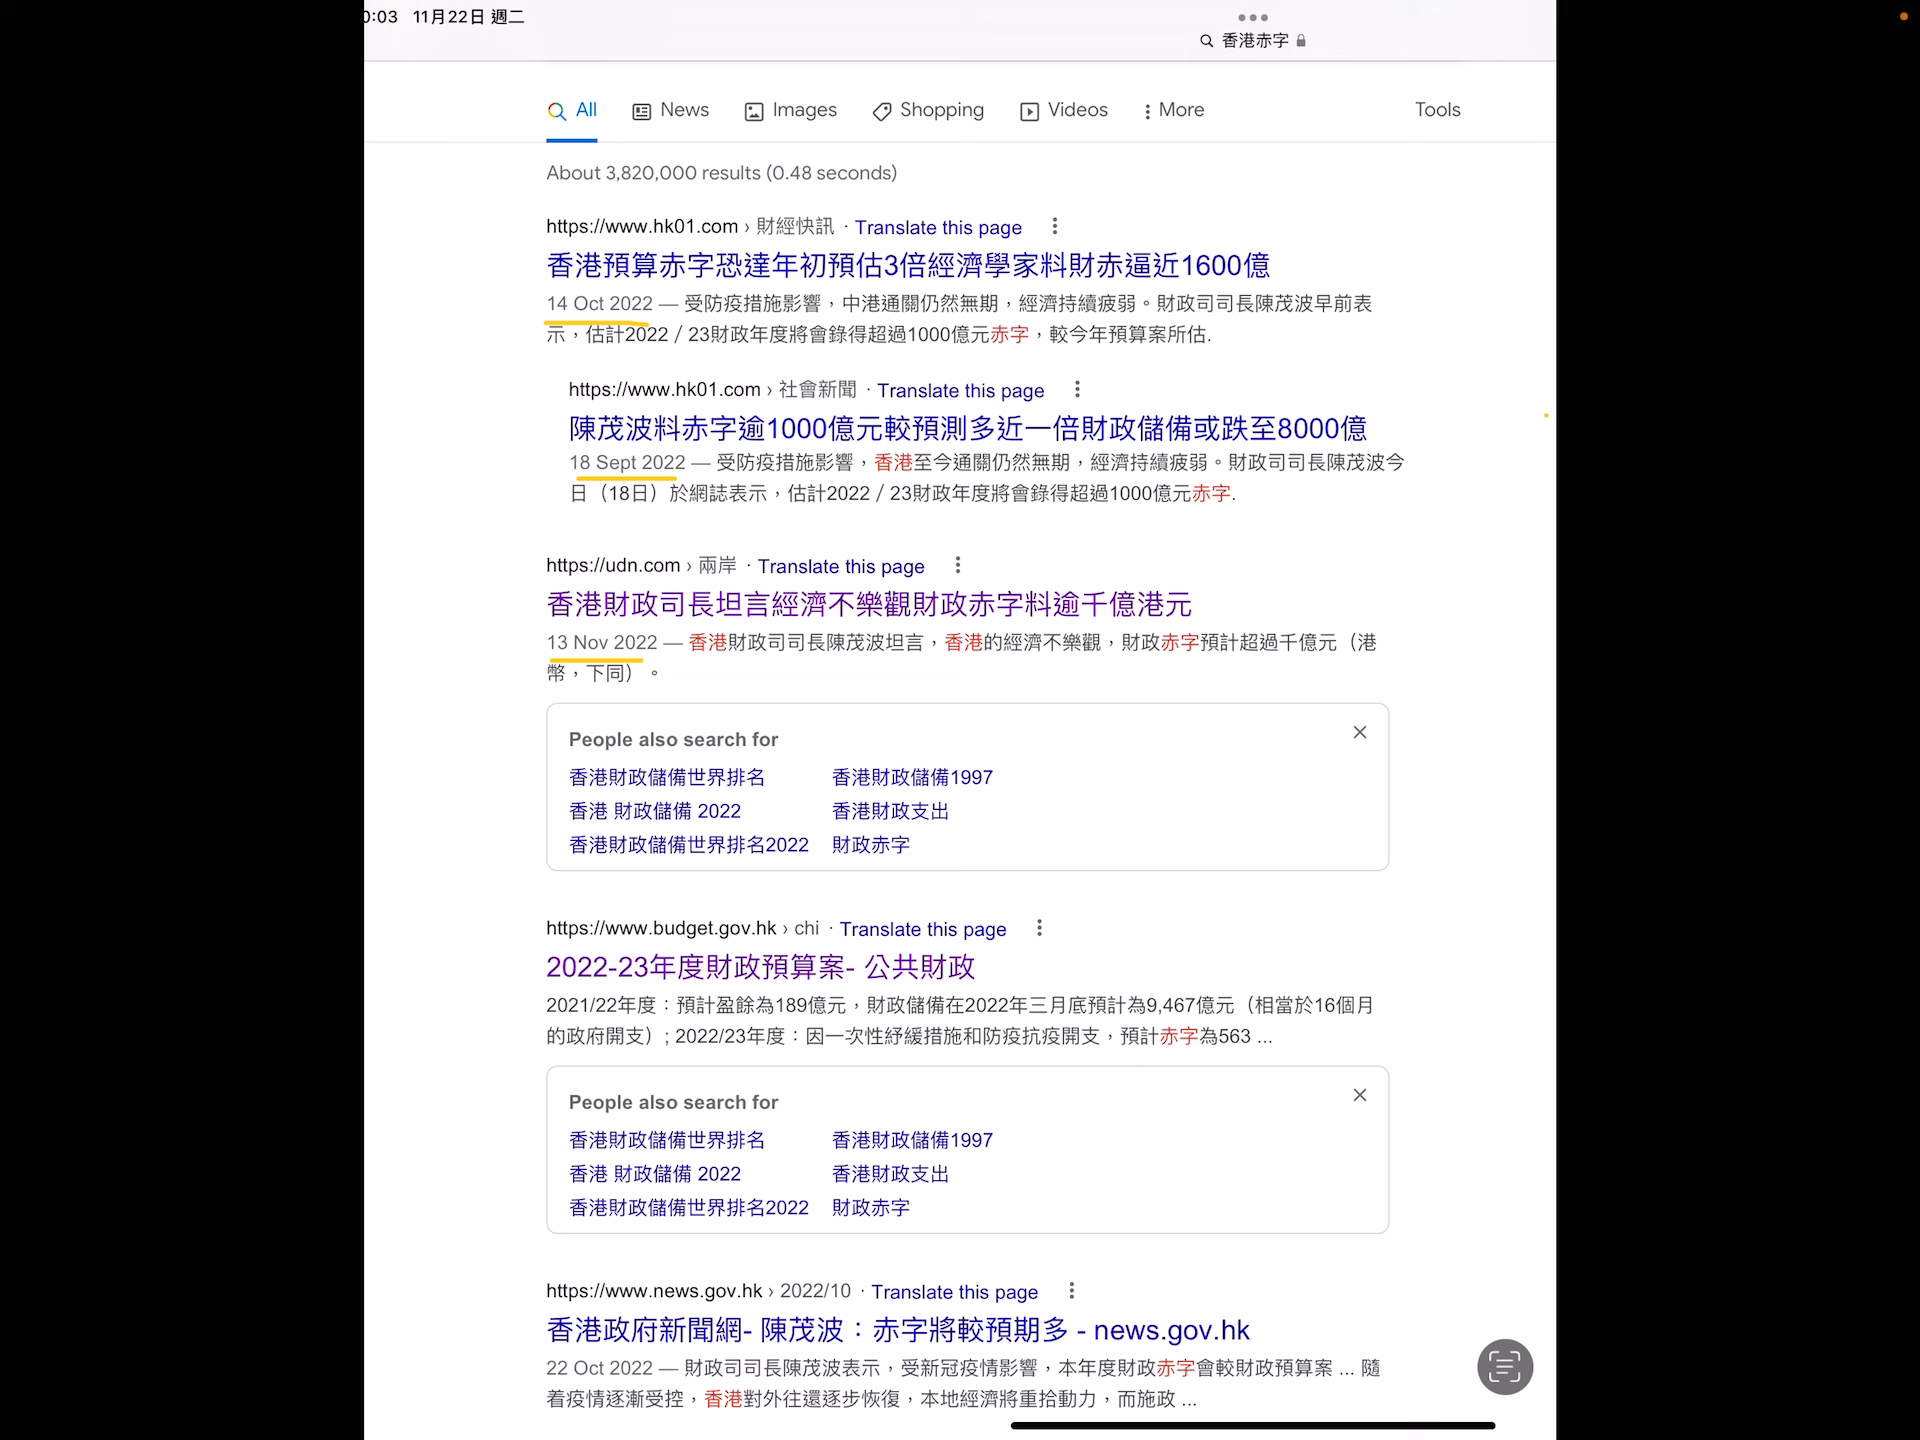 0:03 11月22日 週二
香港赤字
All News Images Shopping Videos More Tools
About 3,820,000 results (0.48 seconds)
https://www.hk01.com › 財經快訊 · Translate this page
香港預算赤字恐達年初預估3倍經濟學家料財赤逼近1600億
14 Oct 2022 — 受防疫措施影響，中港通關仍然無期，經濟持續疲弱。財政司司長陳茂波早前表
示，估計2022 / 23財政年度將會錄得超過1000億元赤字，較今年預算案所估.
https://www.hk01.com › 社會新聞 · Translate this page
陳茂波料赤字逾1000億元較預測多近一倍財政儲備或跌至8000億
18 Sept 2022 — 受防疫措施影響，香港至今通關仍然無期，經濟持續疲弱。財政司司長陳茂波今
日（18日）於網誌表示，估計2022 / 23財政年度將會錄得超過1000億元赤字.
https://udn.com › 兩岸 · Translate this page
香港財政司長坦言經濟不樂觀財政赤字料逾千億港元
13 Nov 2022 — 香港財政司司長陳茂波坦言，香港的經濟不樂觀，財政赤字預計超過千億元（港
幣，下同）。
People also search for
香港財政儲備世界排名 香港財政儲備1997
香港 財政儲備 2022 香港財政支出
香港財政儲備世界排名2022 財政赤字
https://www.budget.gov.hk › chi · Translate this page
2022-23年度財政預算案- 公共財政
2021/22年度：預計盈餘為189億元，財政儲備在2022年三月底預計為9,467億元（相當於16個月
的政府開支）; 2022/23年度：因一次性紓緩措施和防疫抗疫開支，預計赤字為563 ...
People also search for
香港財政儲備世界排名 香港財政儲備1997
香港 財政儲備 2022 香港財政支出
香港財政儲備世界排名2022 財政赤字
https://www.news.gov.hk › 2022/10 · Translate this page
香港政府新聞網- 陳茂波：赤字將較預期多 - news.gov.hk
22 Oct 2022 — 財政司司長陳茂波表示，受新冠疫情影響，本年度財政赤字會較財政預算案 ... 隨
着疫情逐漸受控，香港對外往還逐步恢復，本地經濟將重拾動力，而施政 ...